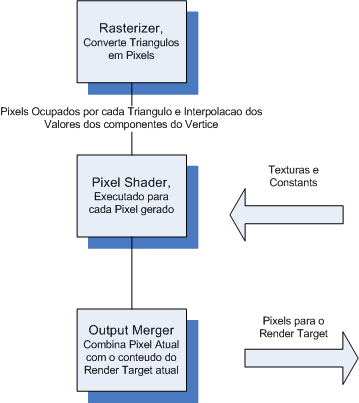 Rasterizer,
Converte Triangulos
em Pixels
Pixels Ocupados por cada Triangulo e Interpolacao dos
Valores dos componentes do Vertice
Pixel Shader,
Executado para
cada Pixel gerado
Texturas e
Constants
Output Merger
Combina Pixel Atual
com o conteudo do
Render Target atual
Pixels para o
Render Target